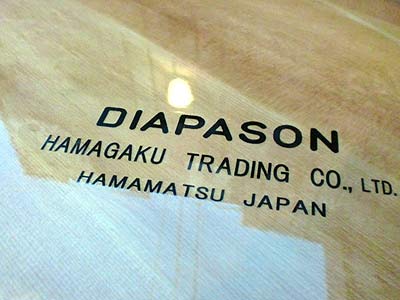 DIAPASON
HAMAGAKU TRADING CO., LTD.
HAMAMATSU JAPAN